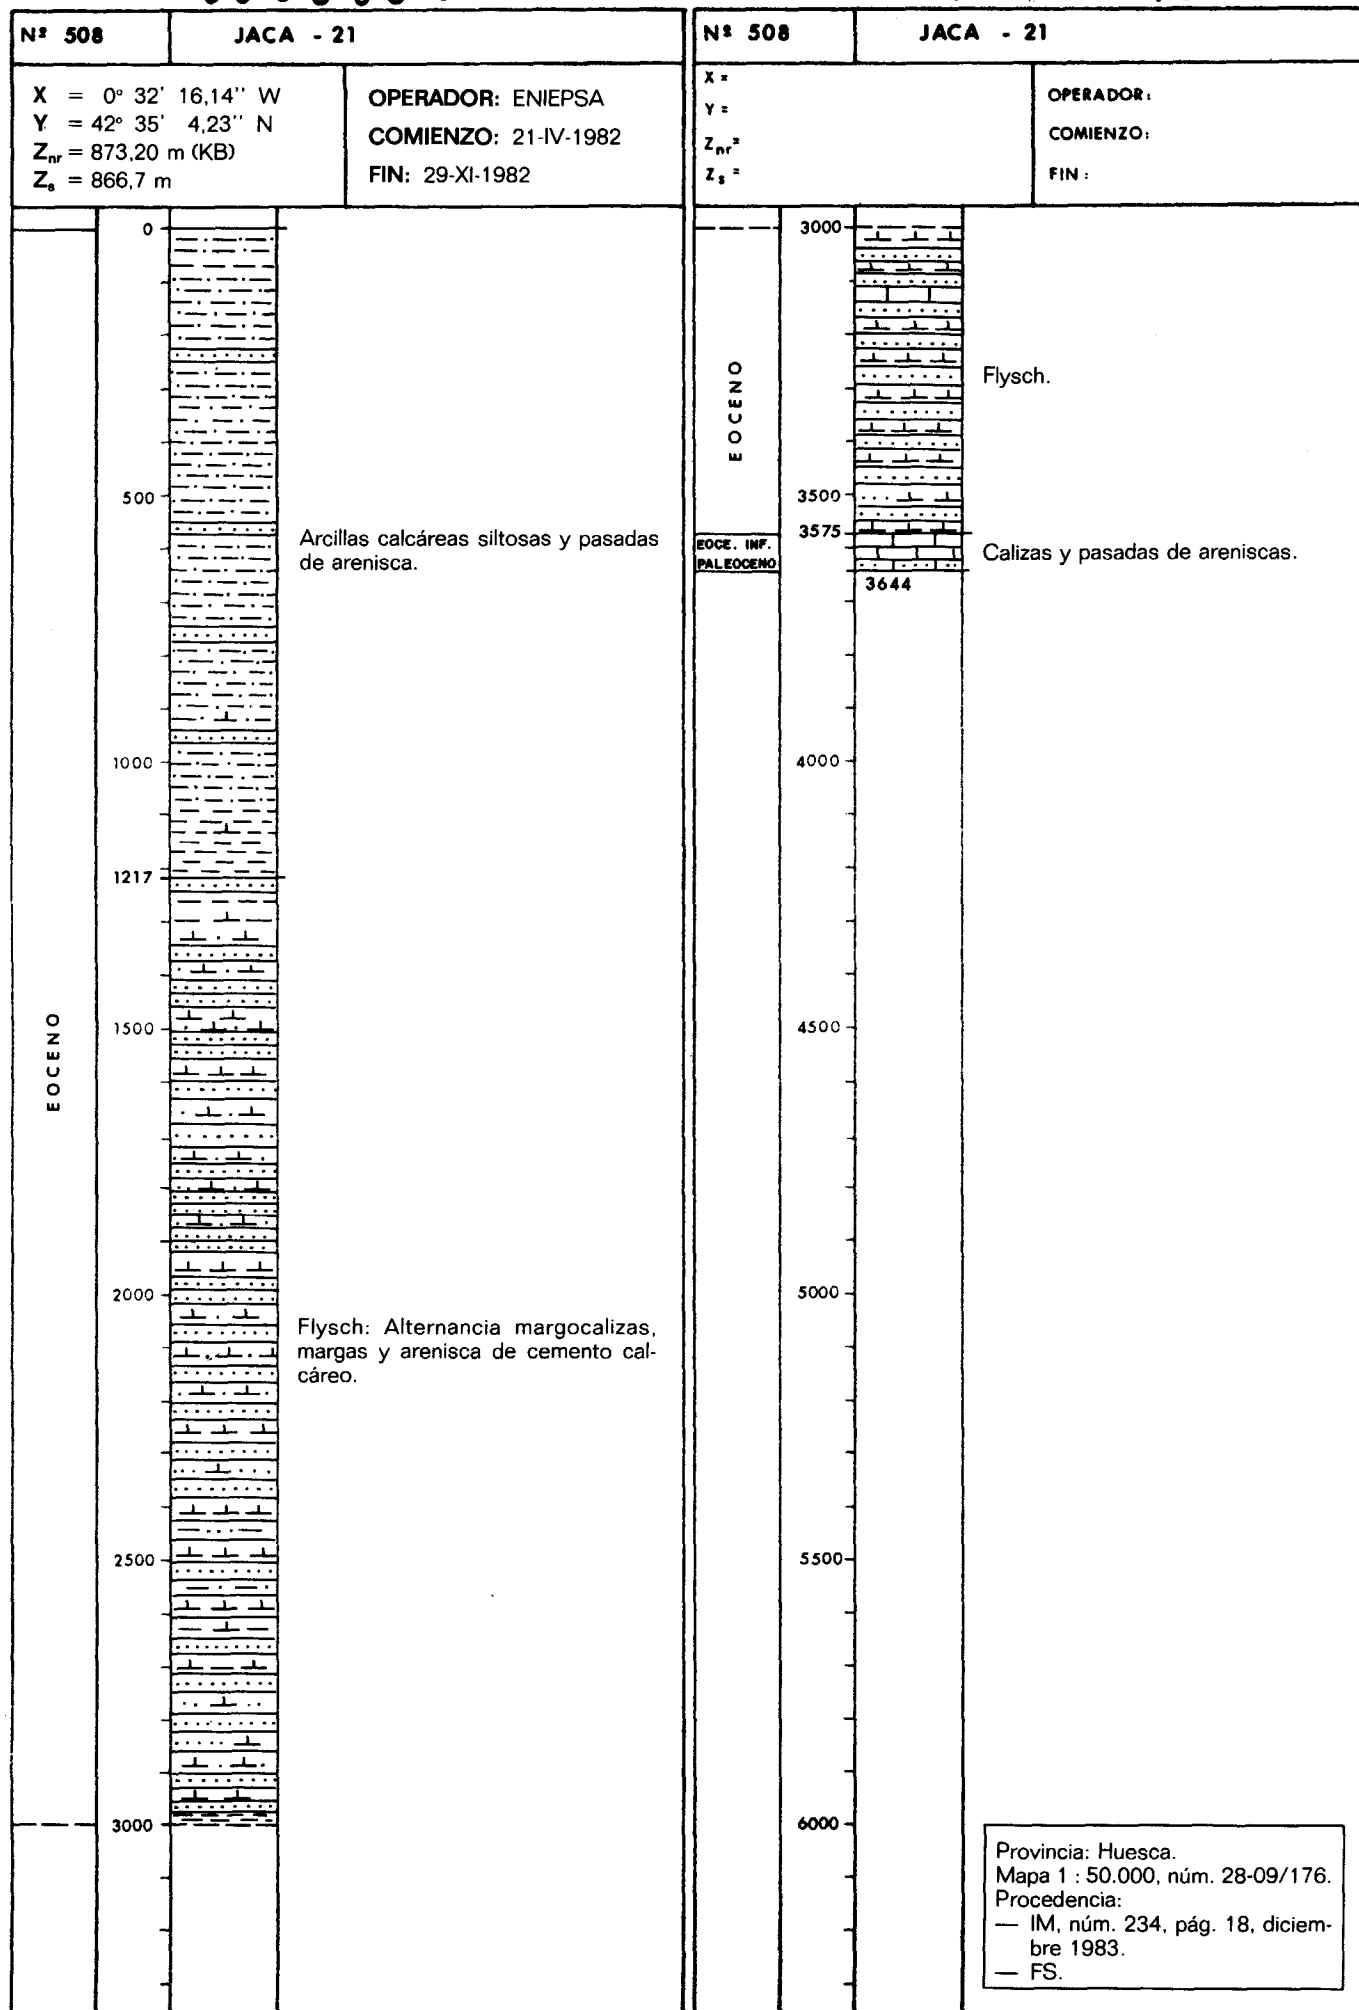 Nº 508 JACA - 21
X = 0° 32' 16,14'' W
Y = 42° 35' 4,23'' N
Znr = 873,20 m (KB)
Zs = 866,7 m
OPERADOR: ENIEPSA
COMIENZO: 21-IV-1982
FIN: 29-XI-1982
0
500
Arcillas calcáreas siltosas y pasadas
de arenisca.
1000
1217
EOCENO
1500
2000
Flysch: Alternancia margocalizas,
margas y arenisca de cemento cal-
cáreo.
2500
3000
Nº 508 JACA - 21
X =
Y =
Znr =
Zs =
OPERADOR:
COMIENZO:
FIN:
3000
EOCENO
Flysch.
3500
3575
EOCE. INF.
PALEOCENO
Calizas y pasadas de areniscas.
3644
4000
4500
5000
5500
6000
Provincia: Huesca.
Mapa 1 : 50.000, núm. 28-09/176.
Procedencia:
— IM, núm. 234, pág. 18, diciem-
bre 1983.
— FS.